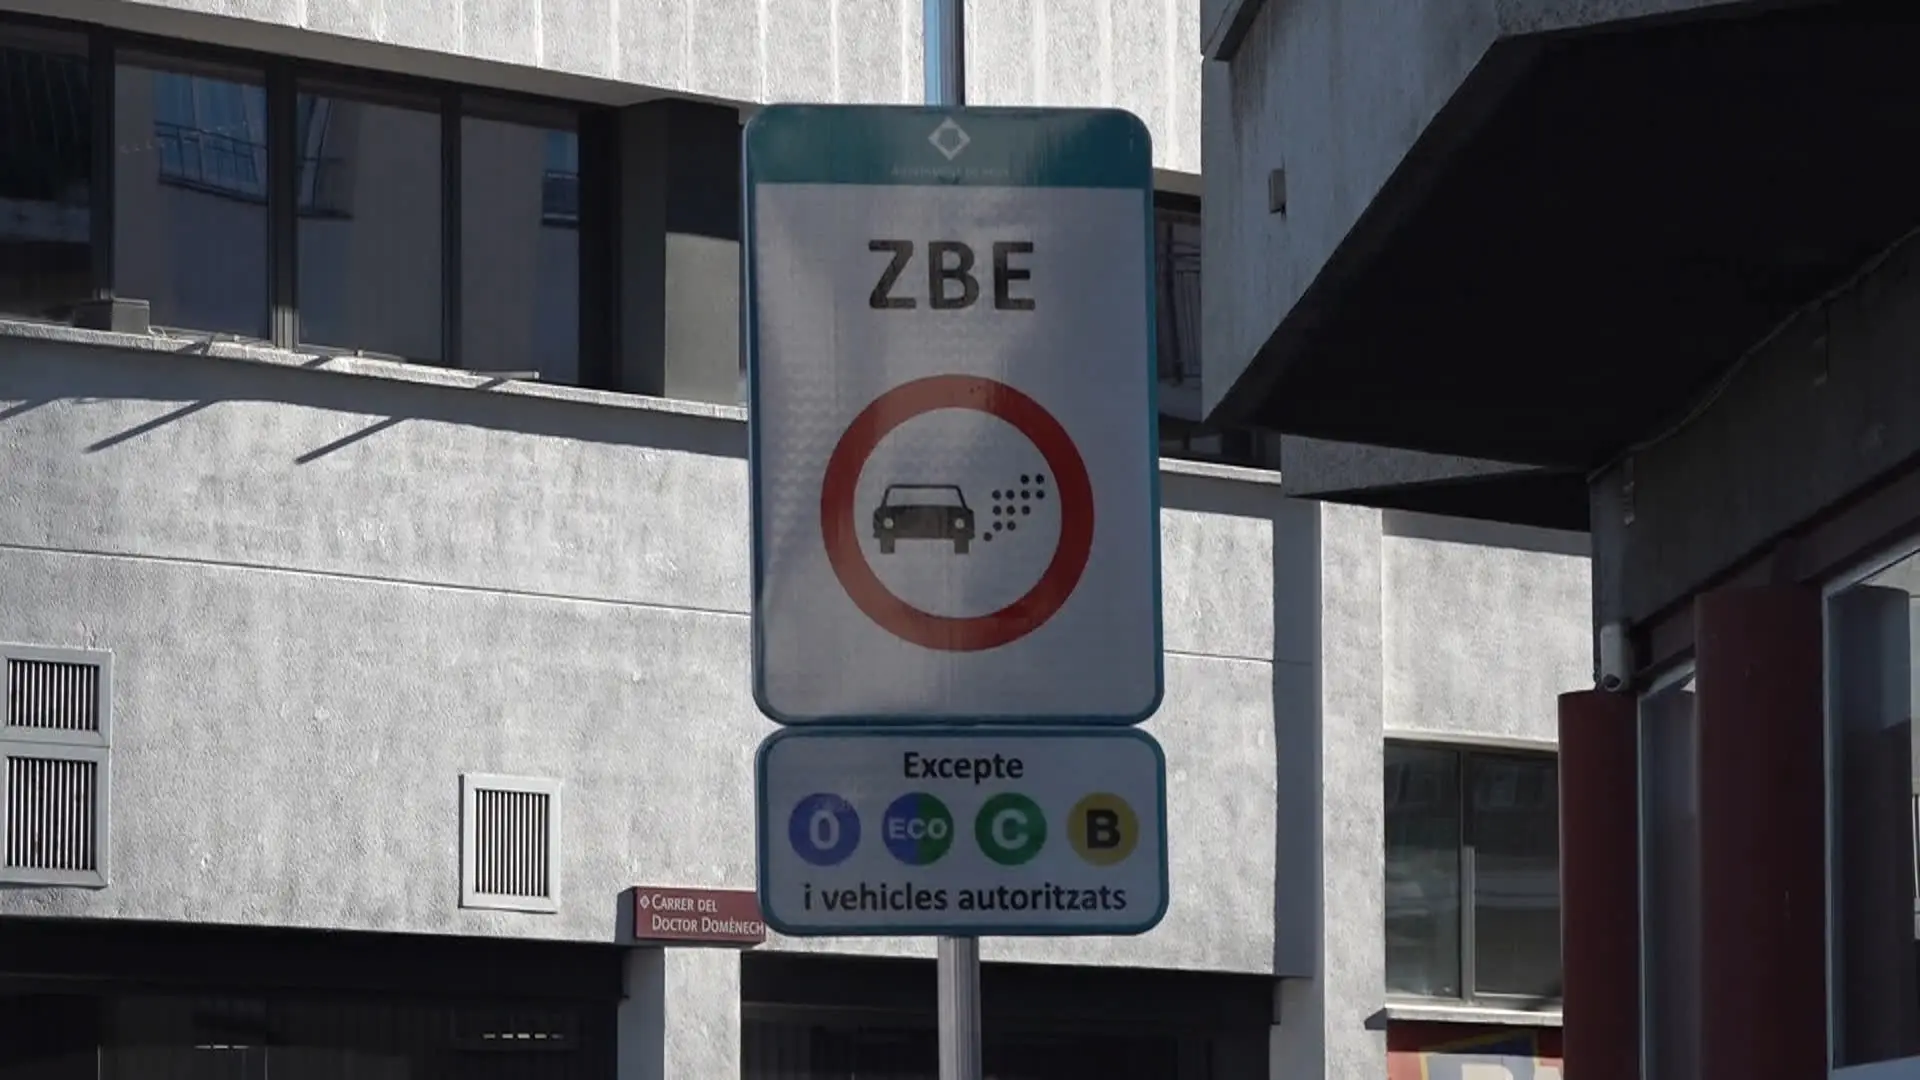 ZBE
Excepte
0 ECO C B
i vehicles autoritzats
CARRER DEL
DOCTOR DOMÈNECH